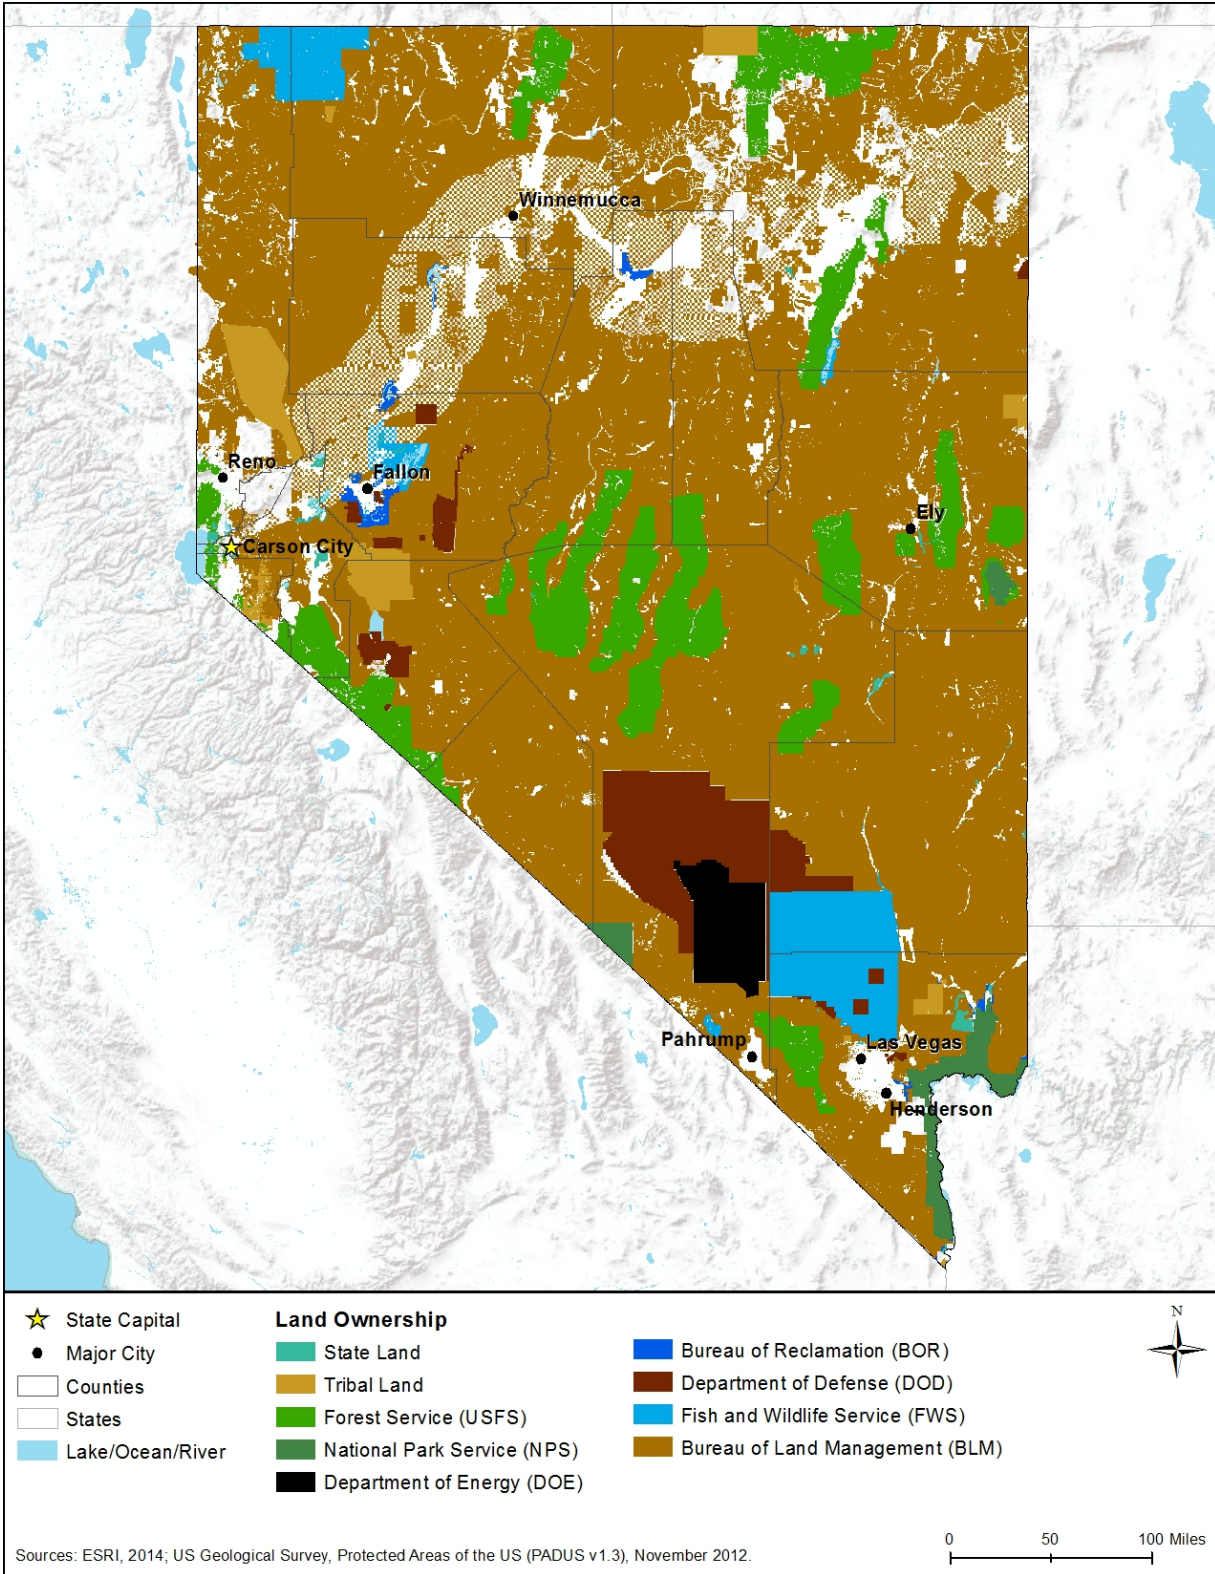 Winnemucca
Reno
Fallon
Ely
Carson City
Pahrump
Las Vegas
Henderson
State Capital
Major City
Counties
States
Lake/Ocean/River
Land Ownership
State Land
Tribal Land
Forest Service (USFS)
National Park Service (NPS)
Department of Energy (DOE)
Bureau of Reclamation (BOR)
Department of Defense (DOD)
Fish and Wildlife Service (FWS)
Bureau of Land Management (BLM)
N
0 50 100 Miles
Sources: ESRI, 2014; US Geological Survey, Protected Areas of the US (PADUS v1.3), November 2012.